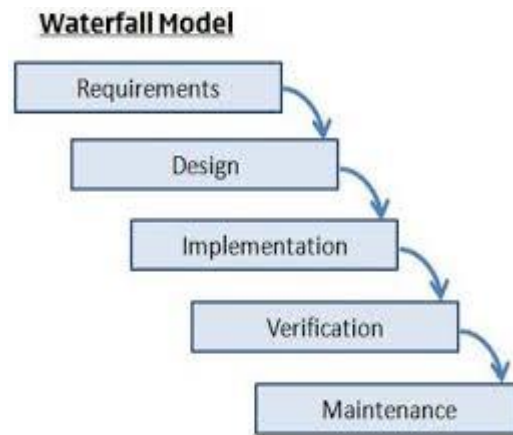 Waterfall Model
Requirements
Design
Implementation
Verification
Maintenance